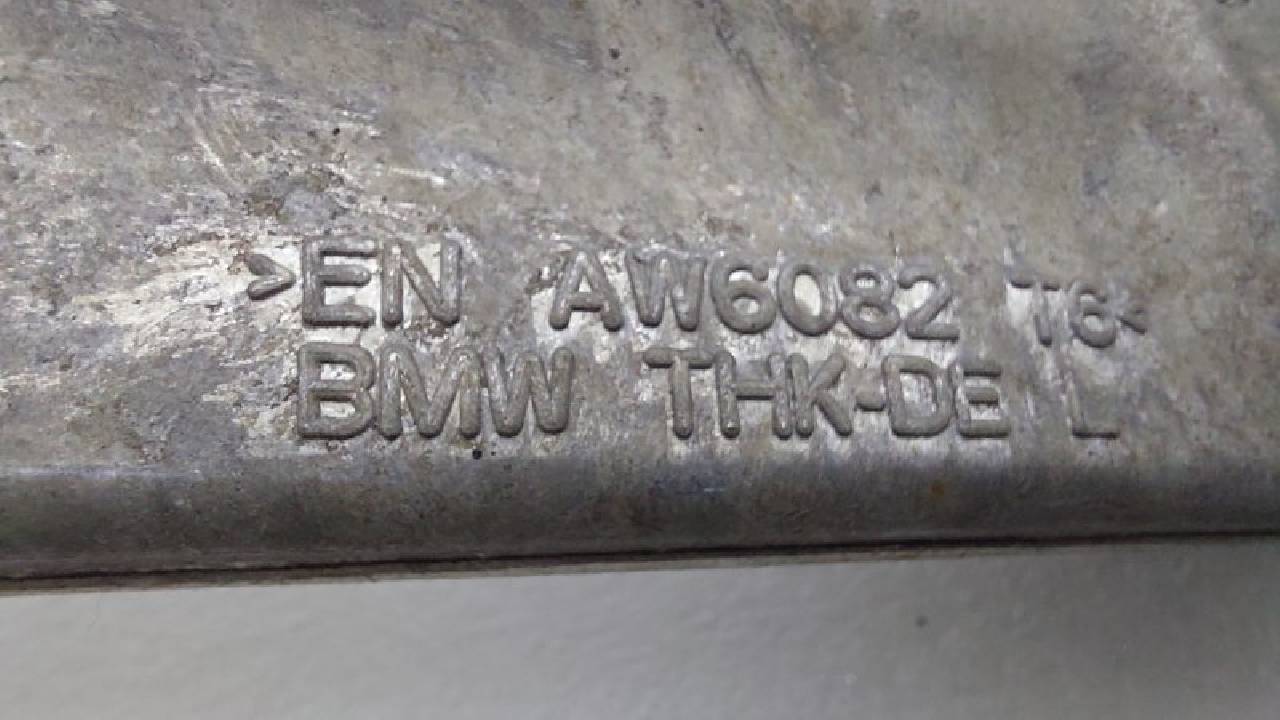 >EN AW6082 T6<
BMW THK-DE L